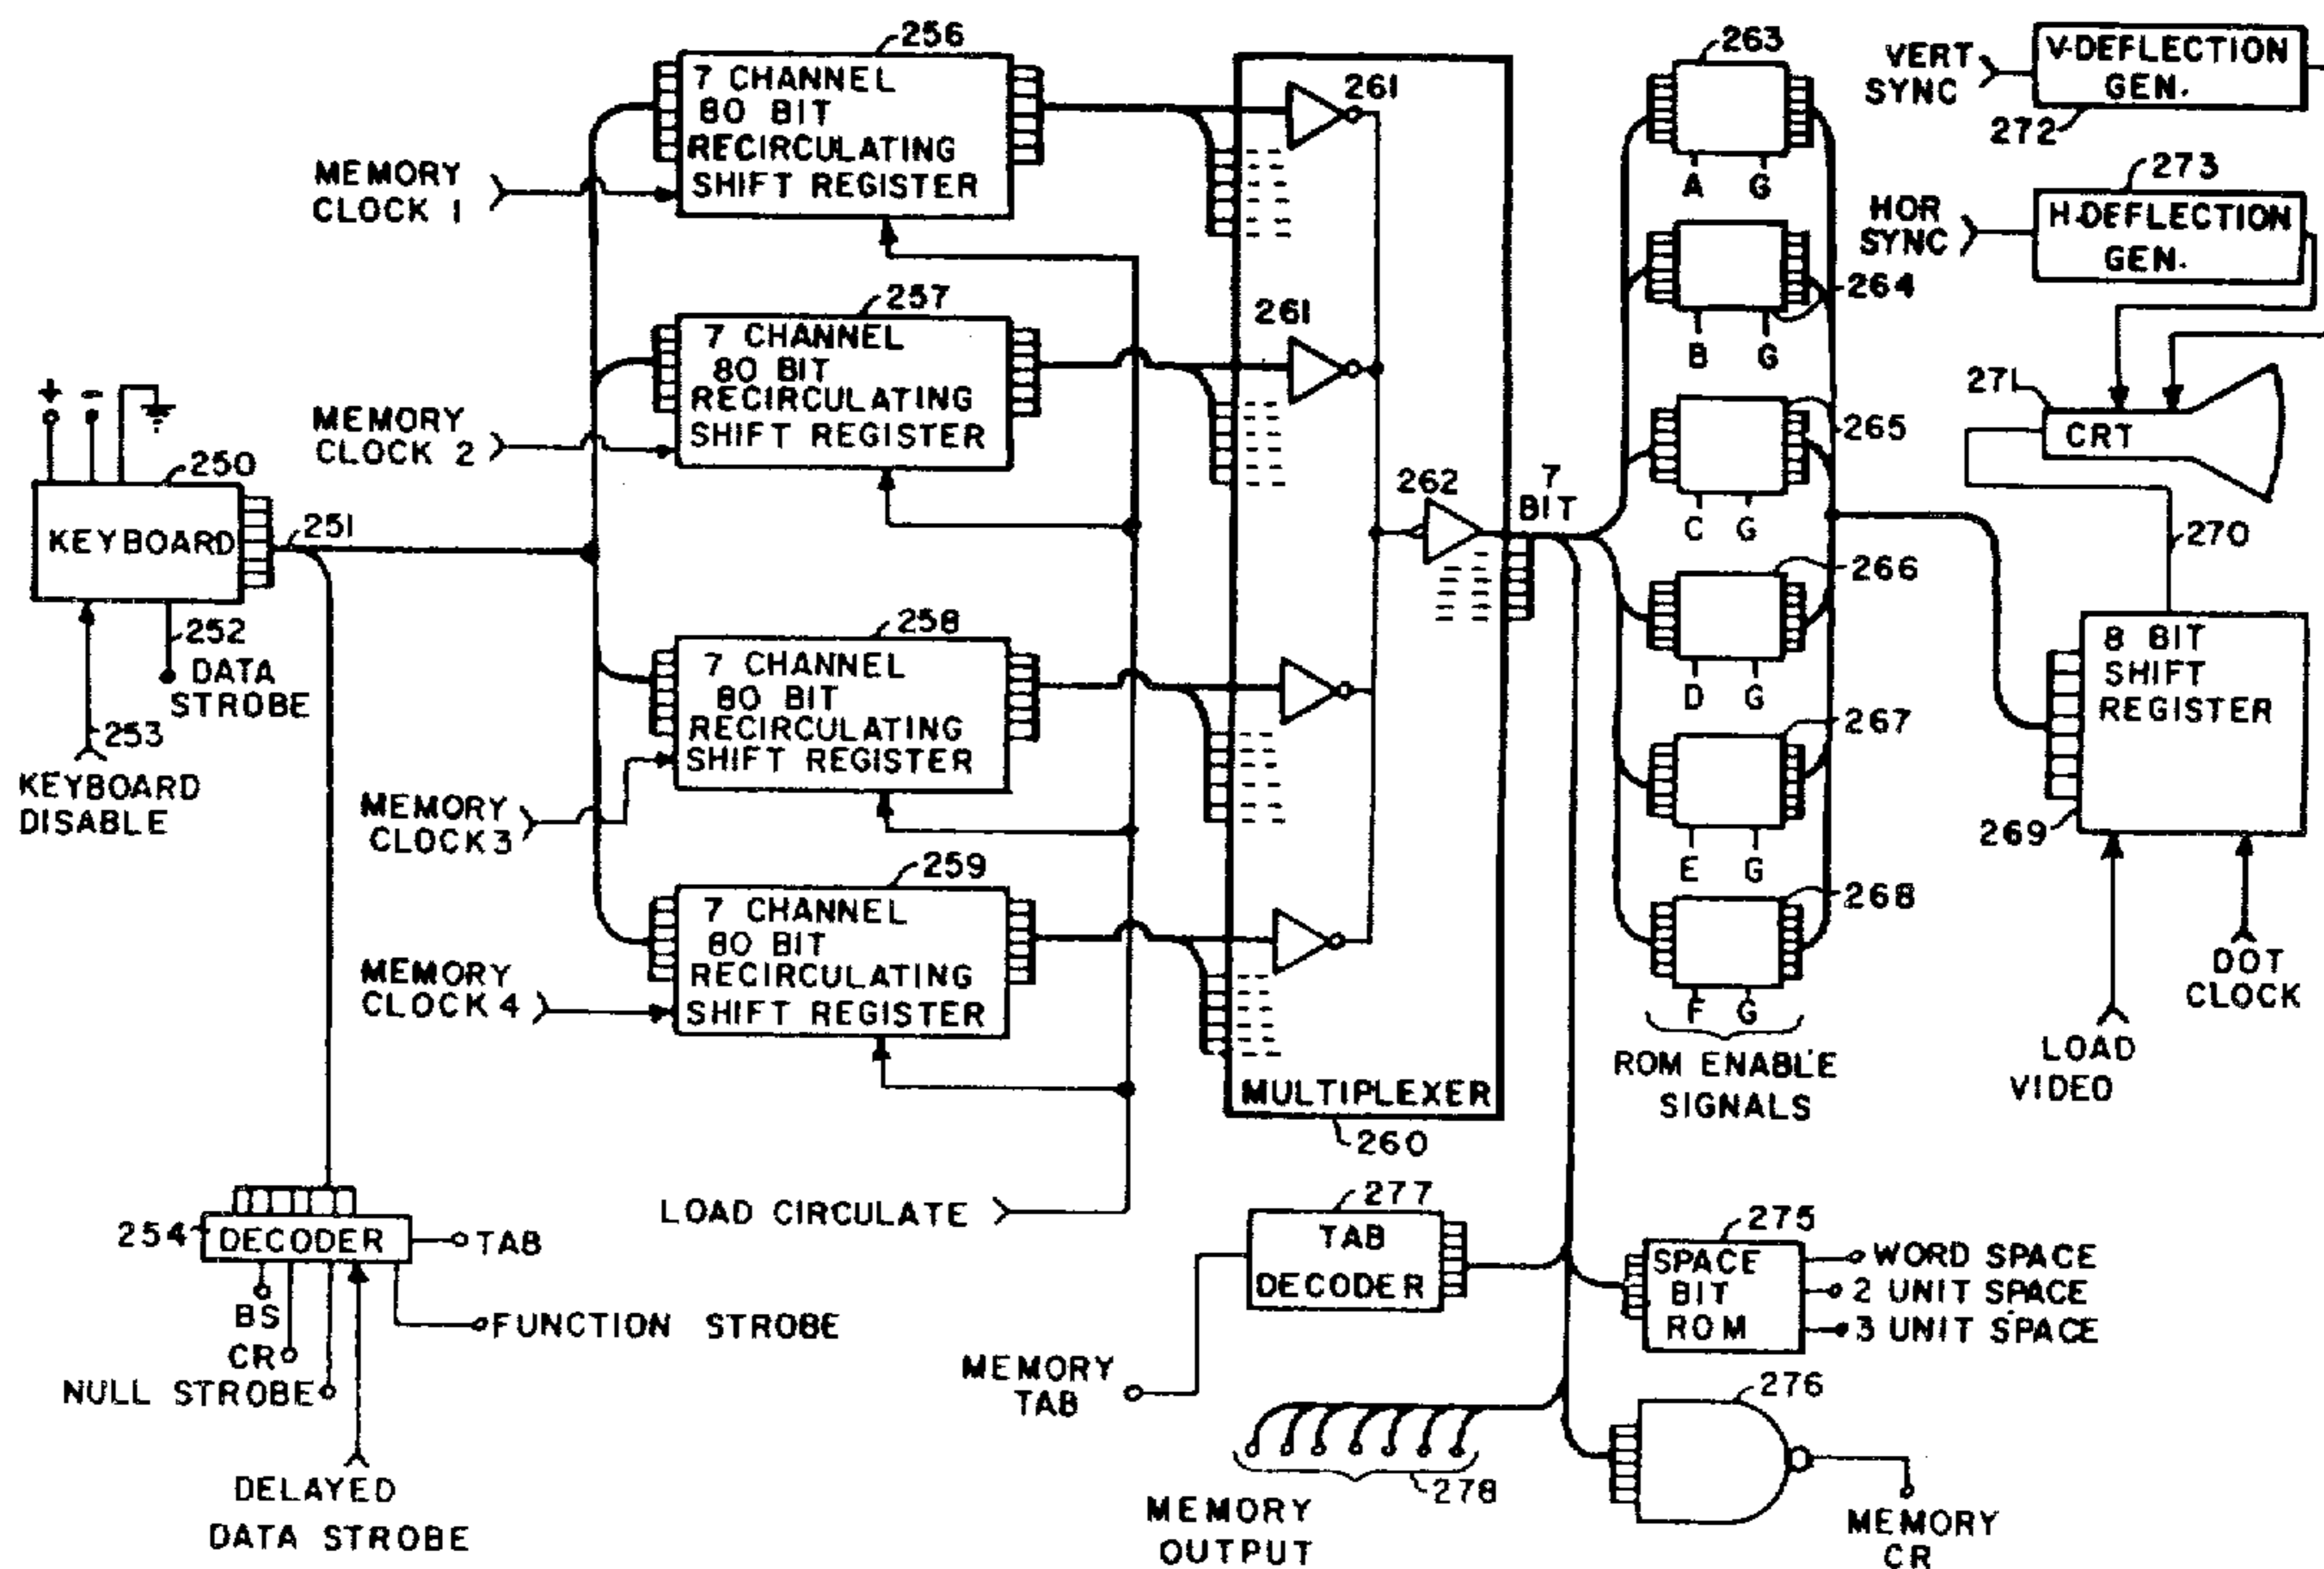 256
7 CHANNEL
80 BIT
RECIRCULATING
SHIFT REGISTER
MEMORY
CLOCK 1
257
7 CHANNEL
80 BIT
RECIRCULATING
SHIFT REGISTER
MEMORY
CLOCK 2
258
7 CHANNEL
80 BIT
RECIRCULATING
SHIFT REGISTER
MEMORY
CLOCK 3
259
7 CHANNEL
80 BIT
RECIRCULATING
SHIFT REGISTER
MEMORY
CLOCK 4
LOAD CIRCULATE
+ -
250
KEYBOARD
251
252
DATA
STROBE
253
KEYBOARD
DISABLE
254
DECODER
TAB
BS
CR
NULL STROBE
FUNCTION STROBE
DELAYED
DATA STROBE
261
261
262
MULTIPLEXER
260
7
BIT
263
A G
264
B G
265
C G
266
D G
267
E G
268
F G
ROM ENABLE
SIGNALS
VERT
SYNC
V-DEFLECTION
GEN.
272
273
HOR
SYNC
H-DEFLECTION
GEN.
271
CRT
270
8 BIT
SHIFT
REGISTER
269
LOAD
VIDEO
DOT
CLOCK
277
TAB
DECODER
MEMORY
TAB
275
SPACE
BIT
ROM
WORD SPACE
2 UNIT SPACE
3 UNIT SPACE
276
MEMORY
CR
278
MEMORY
OUTPUT